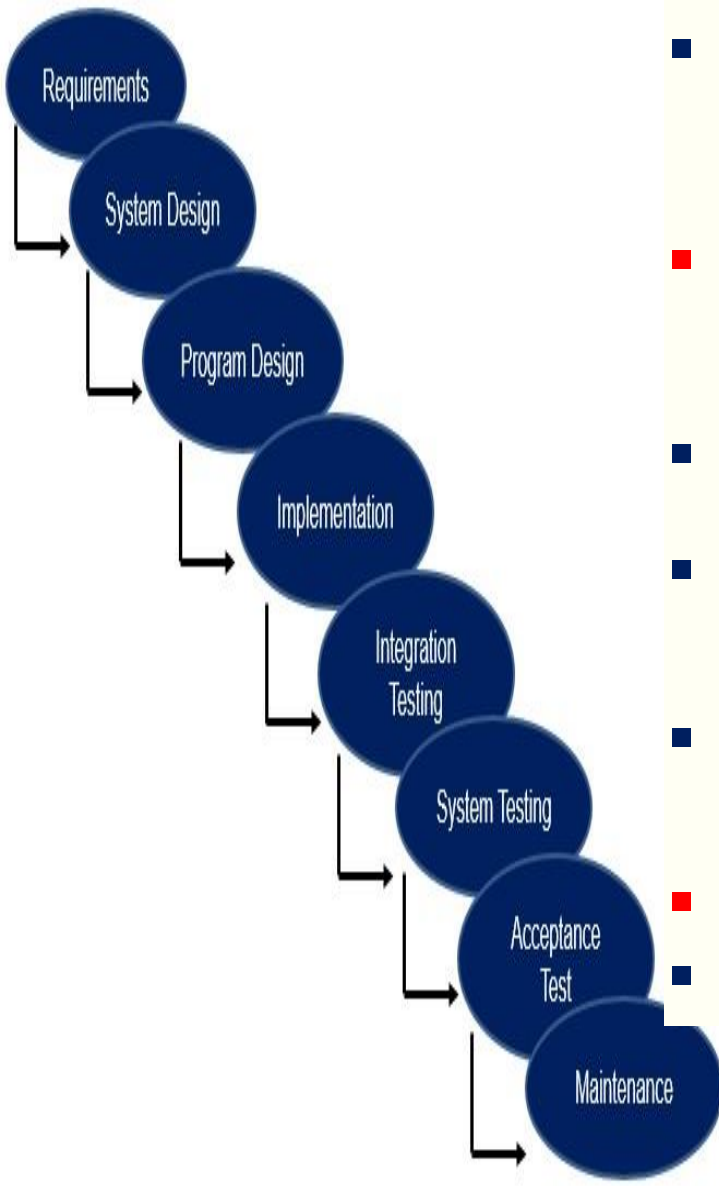 Requirements
System Design
Program Design
Implementation
Integration
Testing
System Testing
Acceptance
Test
Maintenance